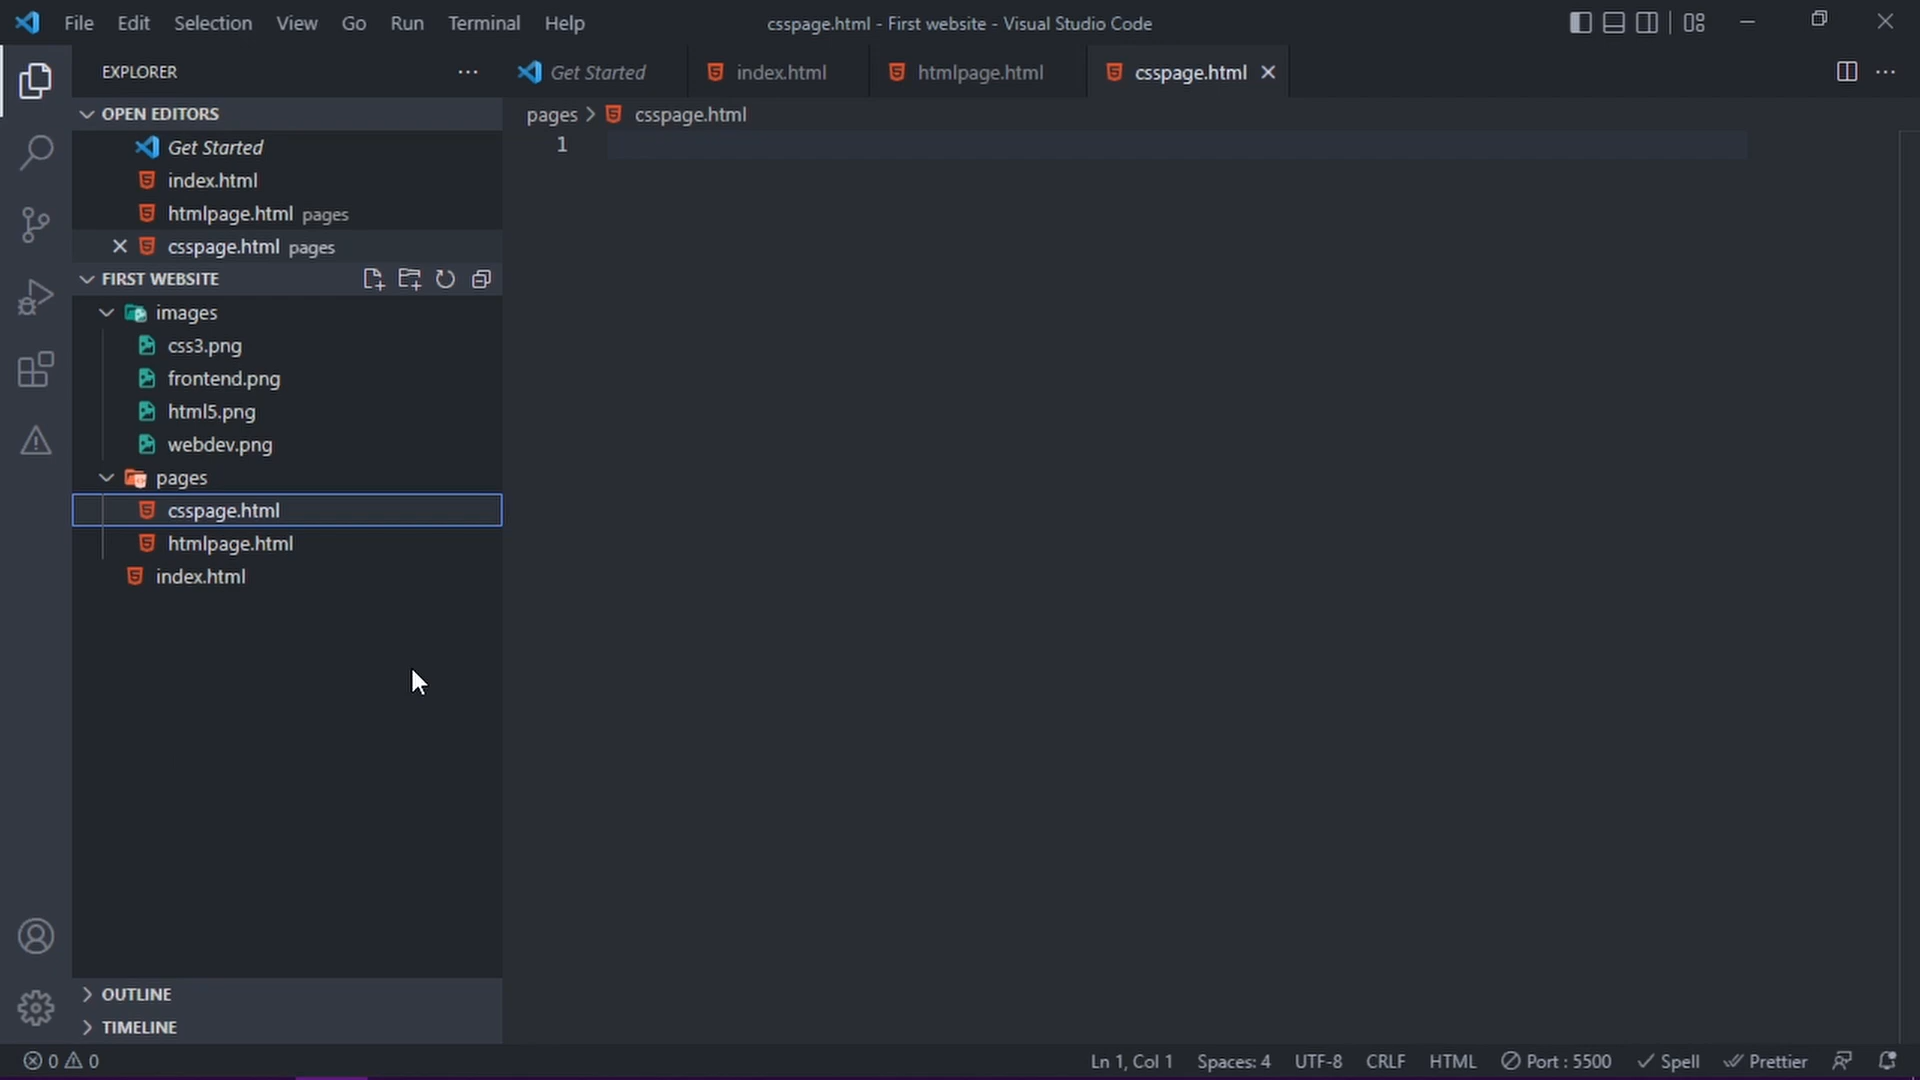 File Edit Selection View Go Run Terminal Help
csspage.html - First website - Visual Studio Code
EXPLORER
Get Started
index.html
htmlpage.html
csspage.html
OPEN EDITORS
Get Started
index.html
htmlpage.html pages
csspage.html pages
FIRST WEBSITE
images
css3.png
frontend.png
html5.png
webdev.png
pages
csspage.html
htmlpage.html
index.html
OUTLINE
TIMELINE
pages > csspage.html
1
0 0
Ln 1, Col 1 Spaces: 4 UTF-8 CRLF HTML Port : 5500 Spell Prettier